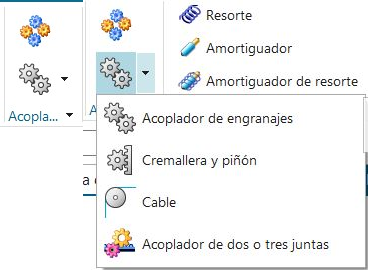 Resorte
Amortiguador
Amortiguador de resorte
Acopla...
Acoplador de engranajes
Cremallera y piñón
Cable
Acoplador de dos o tres juntas